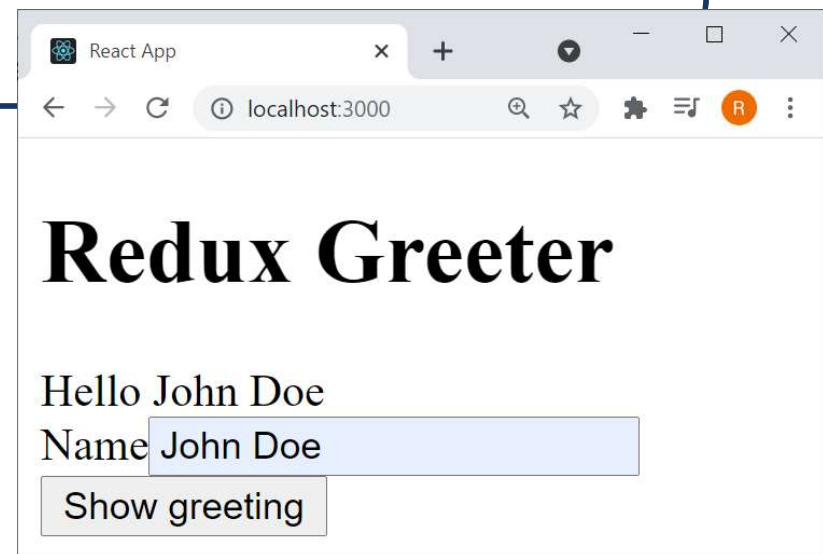 React App
localhost:3000
R
Redux Greeter
Hello John Doe
Name John Doe
Show greeting